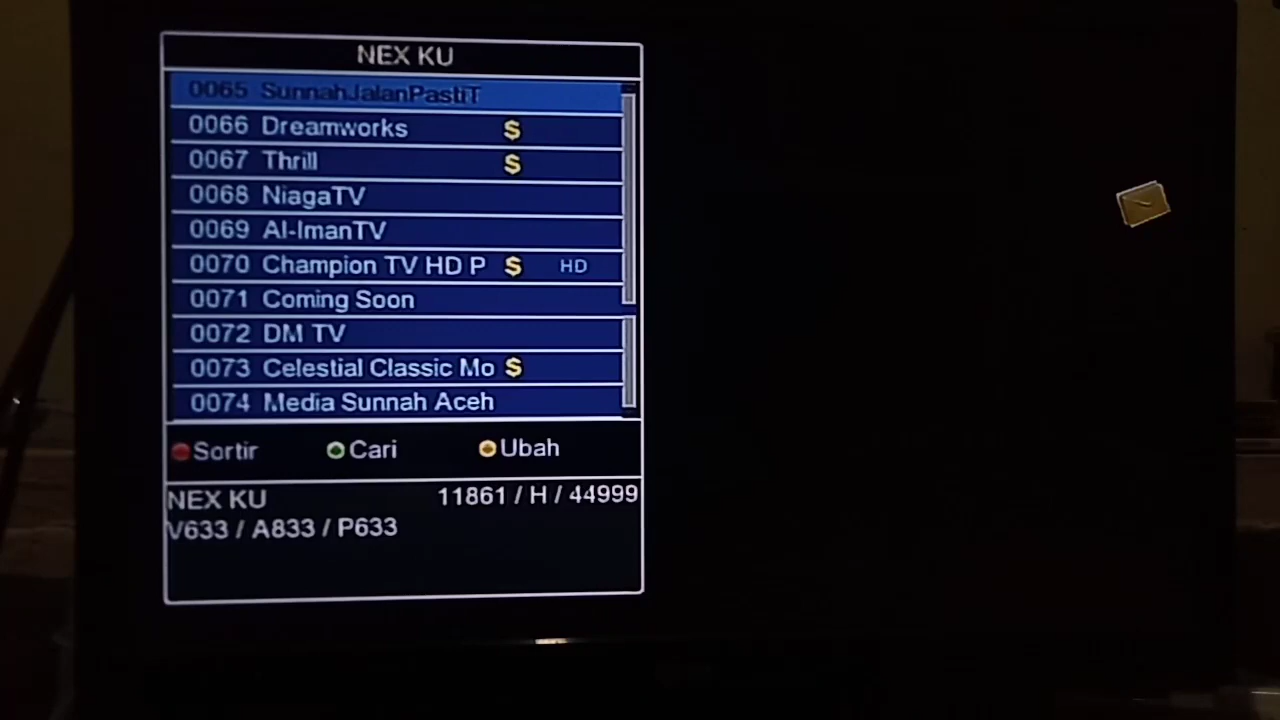 NEX KU
0065 SunnahJalanPastiT
0066 Dreamworks $
0067 Thrill $
0068 NiagaTV
0069 Al-ImanTV
0070 Champion TV HD P $ HD
0071 Coming Soon
0072 DM TV
0073 Celestial Classic Mo $
0074 Media Sunnah Aceh
Sortir Cari Ubah
NEX KU 11861 / H / 44999
V633 / A833 / P633